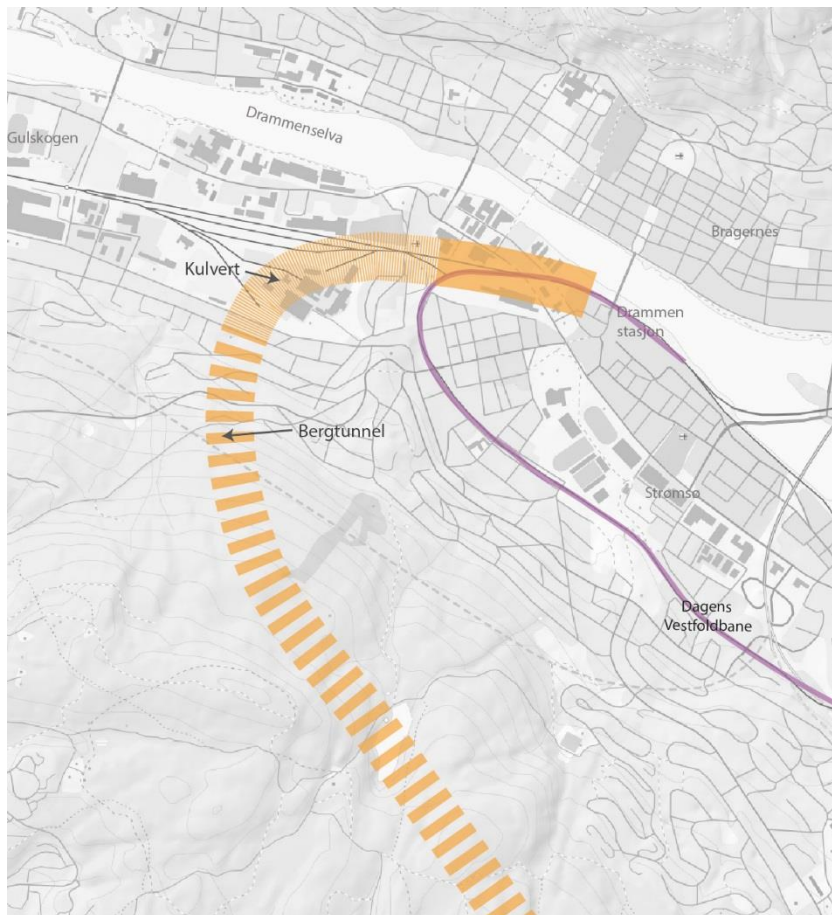 Drammenselva
Gulskogen
Bragernes
Kulvert
Drammen
stasjon
Bergtunnel
Strømsø
Dagens
Vestfoldbane